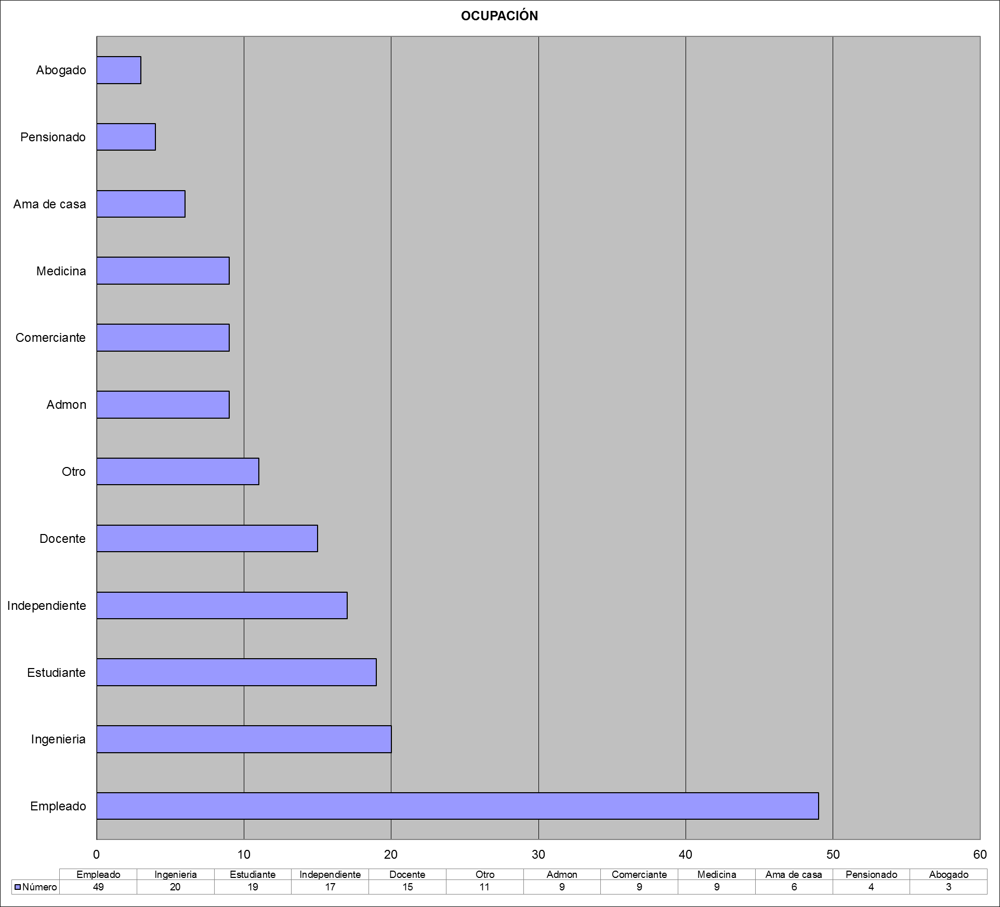 OCUPACIÓN
Abogado
Pensionado
Ama de casa
Medicina
Comerciante
Admon
Otro
Docente
Independiente
Estudiante
Ingenieria
Empleado
0 10 20 30 40 50 60
Empleado Ingenieria Estudiante Independiente Docente Otro Admon Comerciante Medicina Ama de casa Pensionado Abogado
Número 49 20 19 17 15 11 9 9 9 6 4 3